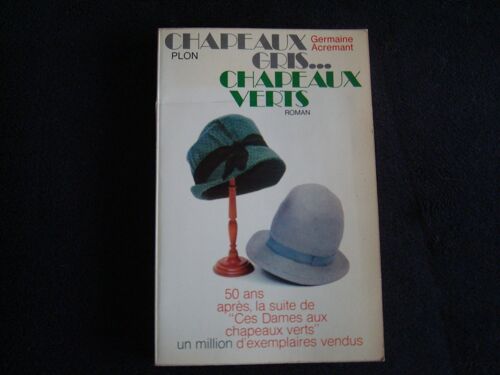 CHAPEAUX
GRIS...
CHAPEAUX
VERTS
Germaine
Acremant
PLON
ROMAN
50 ans
après, la suite de
"Ces Dames aux
chapeaux verts"
un million d'exemplaires vendus